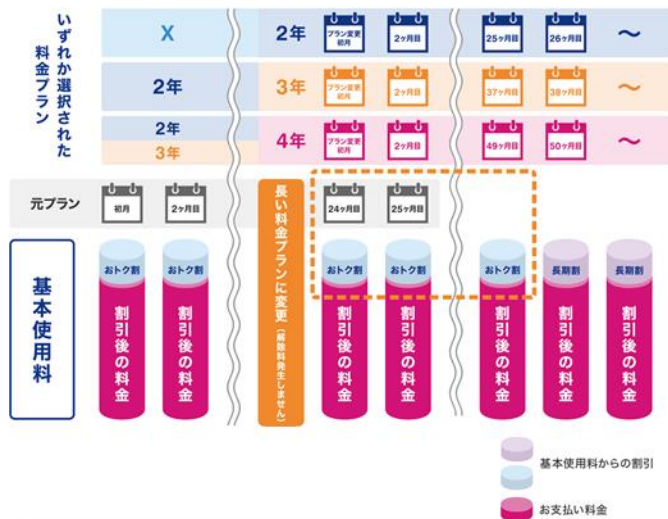 いずれか選択された
料金プラン
X
2年
プラン変更
初月
2ヶ月目
25ヶ月目
26ヶ月目
～
2年
3年
プラン変更
初月
2ヶ月目
37ヶ月目
38ヶ月目
～
2年
3年
4年
プラン変更
初月
2ヶ月目
49ヶ月目
50ヶ月目
～
元プラン
初月
2ヶ月目
長い料金プランに変更(解除料発生しません)
24ヶ月目
25ヶ月目
基本使用料
おトク割
おトク割
おトク割
おトク割
おトク割
長期割
長期割
割引後の料金
割引後の料金
割引後の料金
割引後の料金
割引後の料金
割引後の料金
割引後の料金
基本使用料からの割引
お支払い料金